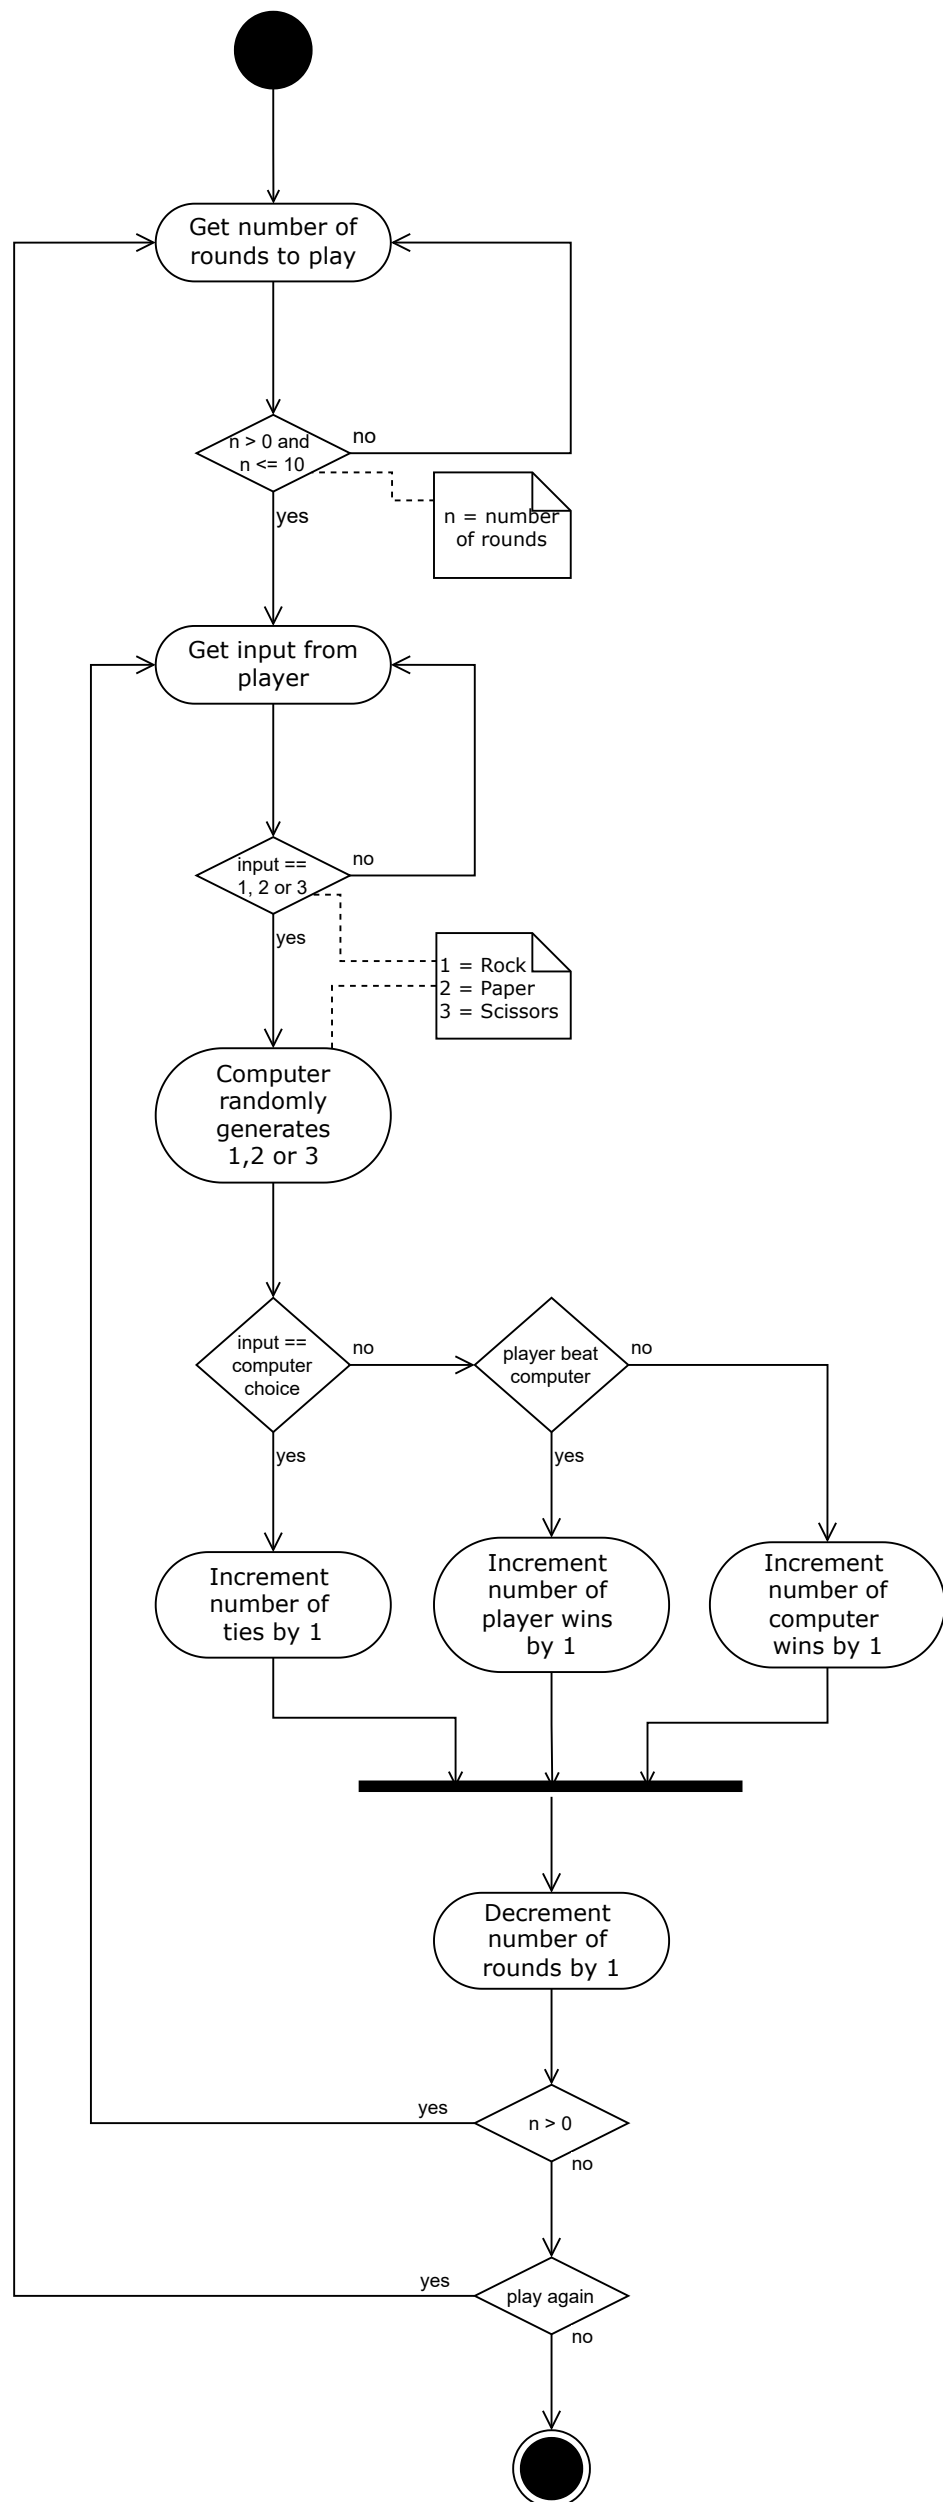 Get number of
rounds to play
n > 0 and
n <= 10
no
yes
n = number
of rounds
Get input from
player
input ==
1, 2 or 3
no
yes
1 = Rock
2 = Paper
3 = Scissors
Computer
randomly
generates
1,2 or 3
input ==
computer
choice
no
yes
player beat
computer
no
yes
Increment
number of
ties by 1
Increment
number of
player wins
by 1
Increment
number of
computer
wins by 1
Decrement
number of
rounds by 1
yes
n > 0
no
yes
play again
no